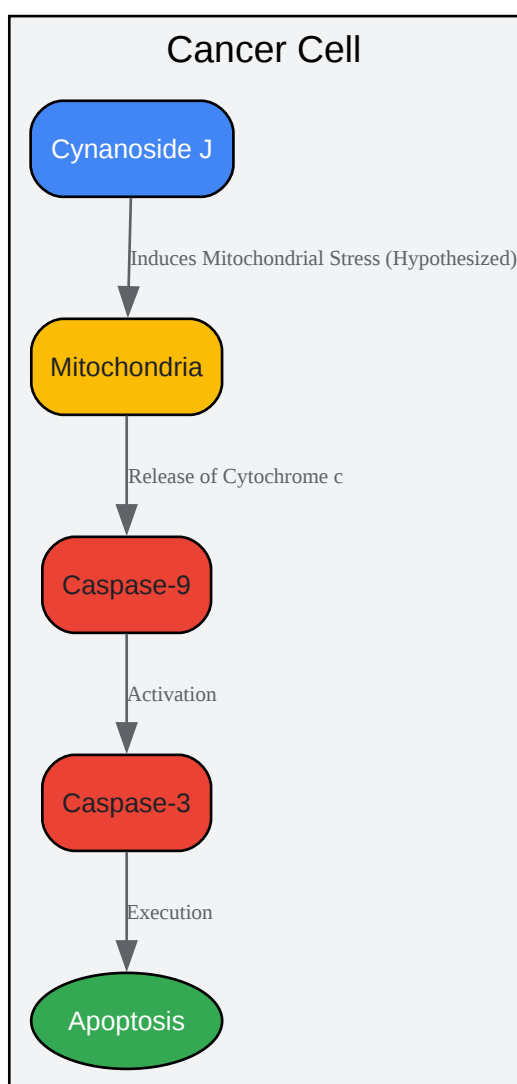 Cancer Cell
Cynanoside J
Induces Mitochondrial Stress (Hypothesized)
Mitochondria
Release of Cytochrome c
Caspase-9
Activation
Caspase-3
Execution
Apoptosis